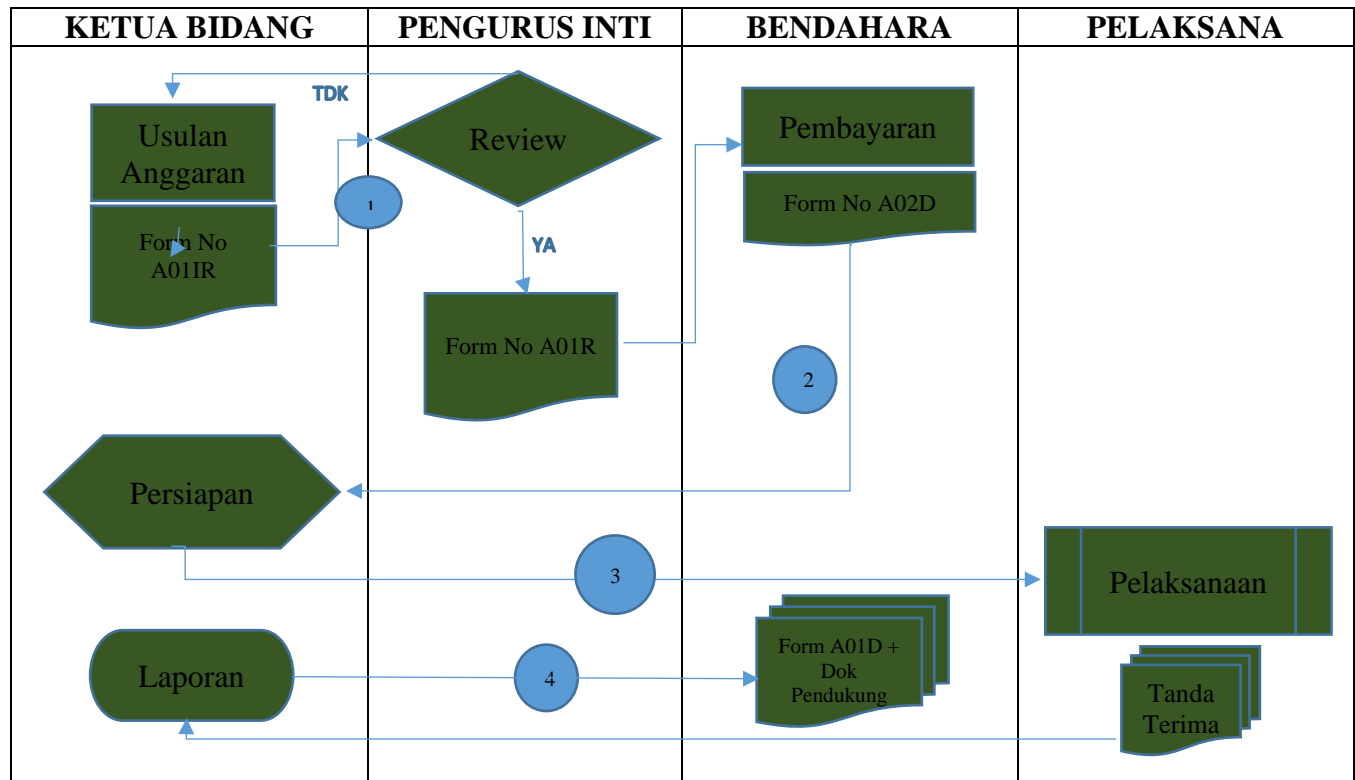 KETUA BIDANG
PENGURUS INTI
BENDAHARA
PELAKSANA
TDK
Usulan
Anggaran
Review
Pembayaran
1
Form No
A01IR
YA
Form No A02D
Form No A01R
2
Persiapan
3
Pelaksanaan
Laporan
4
Form A01D +
Dok
Pendukung
Tanda
Terima